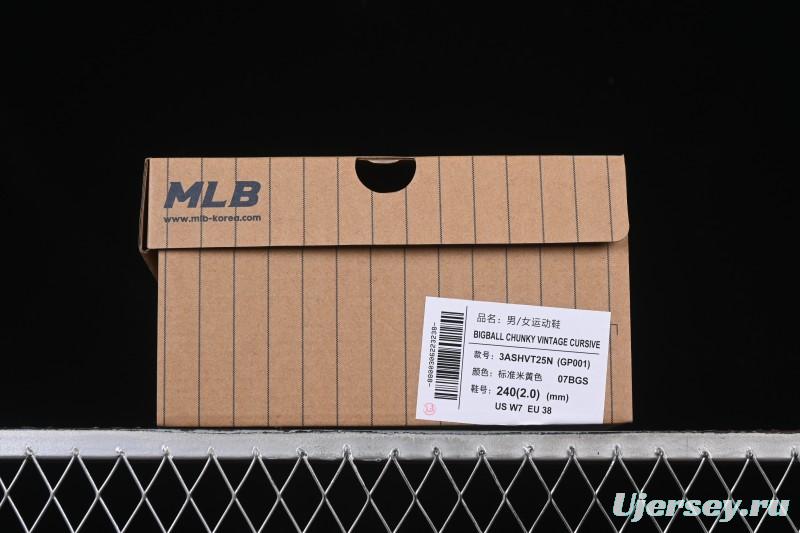 MLB
www.mlb-korea.com
品名：男/女运动鞋
BIGBALL CHUNKY VINTAGE CURSIVE
款号：3ASHVT25N (GP001)
颜色：标准米黄色 07BGS
鞋号：240(2.0) (mm)
US W7 EU 38
-8800306223238-
13
Ujersey.ru